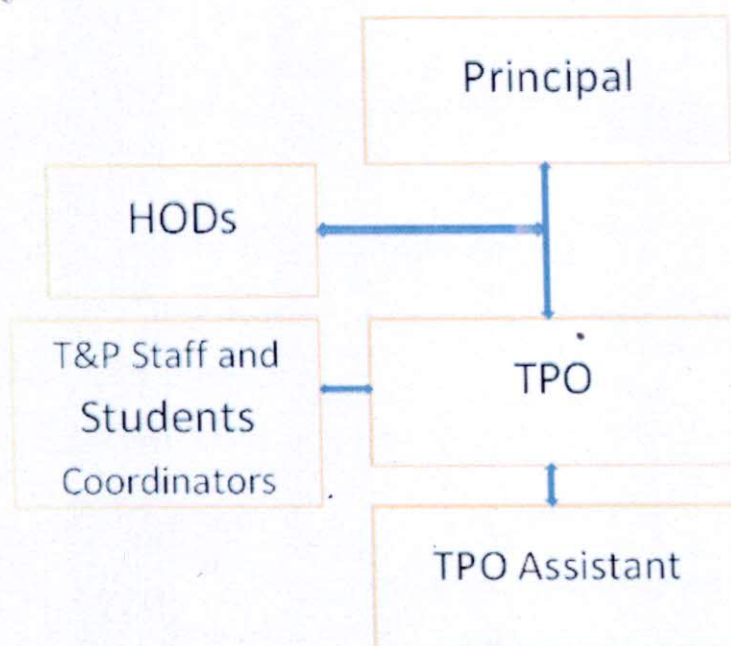 Principal
HODs
T&P Staff and
Students
Coordinators
TPO
TPO Assistant